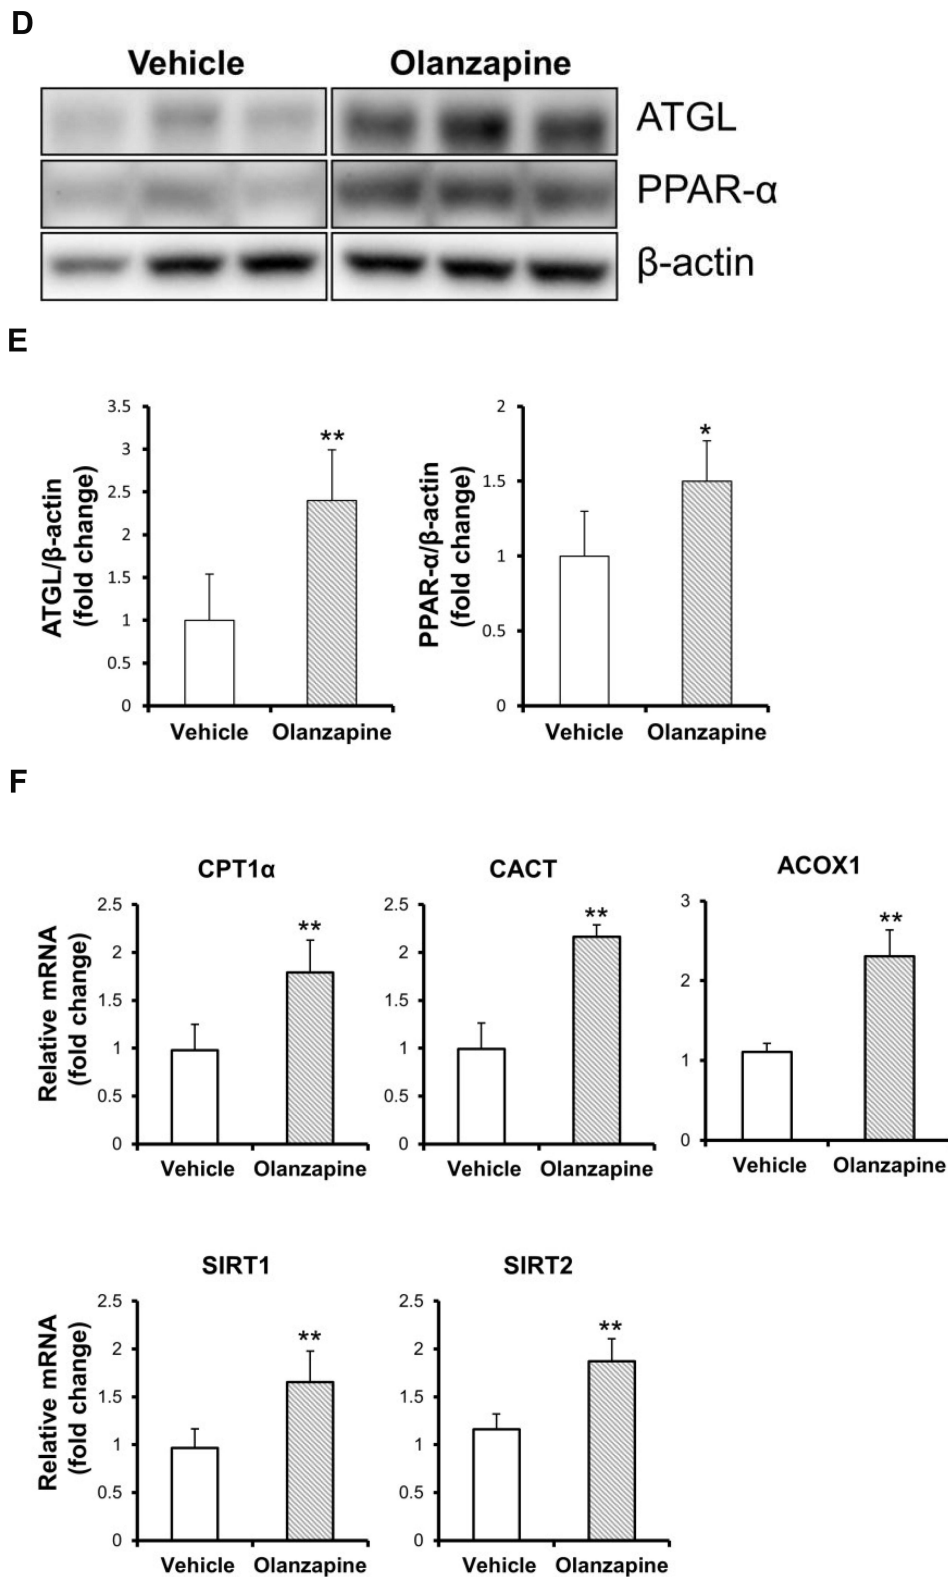 D
Vehicle Olanzapine
ATGL
PPAR-α
β-actin
E
ATGL/β-actin
(fold change)
3.5
3
2.5
2
1.5
1
0.5
0
**
Vehicle Olanzapine
PPAR-α/β-actin
(fold change)
2
1.5
1
0.5
0
*
Vehicle Olanzapine
F
CPT1α
Relative mRNA
(fold change)
2.5
2
1.5
1
0.5
0
**
Vehicle Olanzapine
CACT
2.5
2
1.5
1
0.5
0
**
Vehicle Olanzapine
ACOX1
3
2
1
0
**
Vehicle Olanzapine
SIRT1
Relative mRNA
(fold change)
2.5
2
1.5
1
0.5
0
**
Vehicle Olanzapine
SIRT2
2.5
2
1.5
1
0.5
0
**
Vehicle Olanzapine